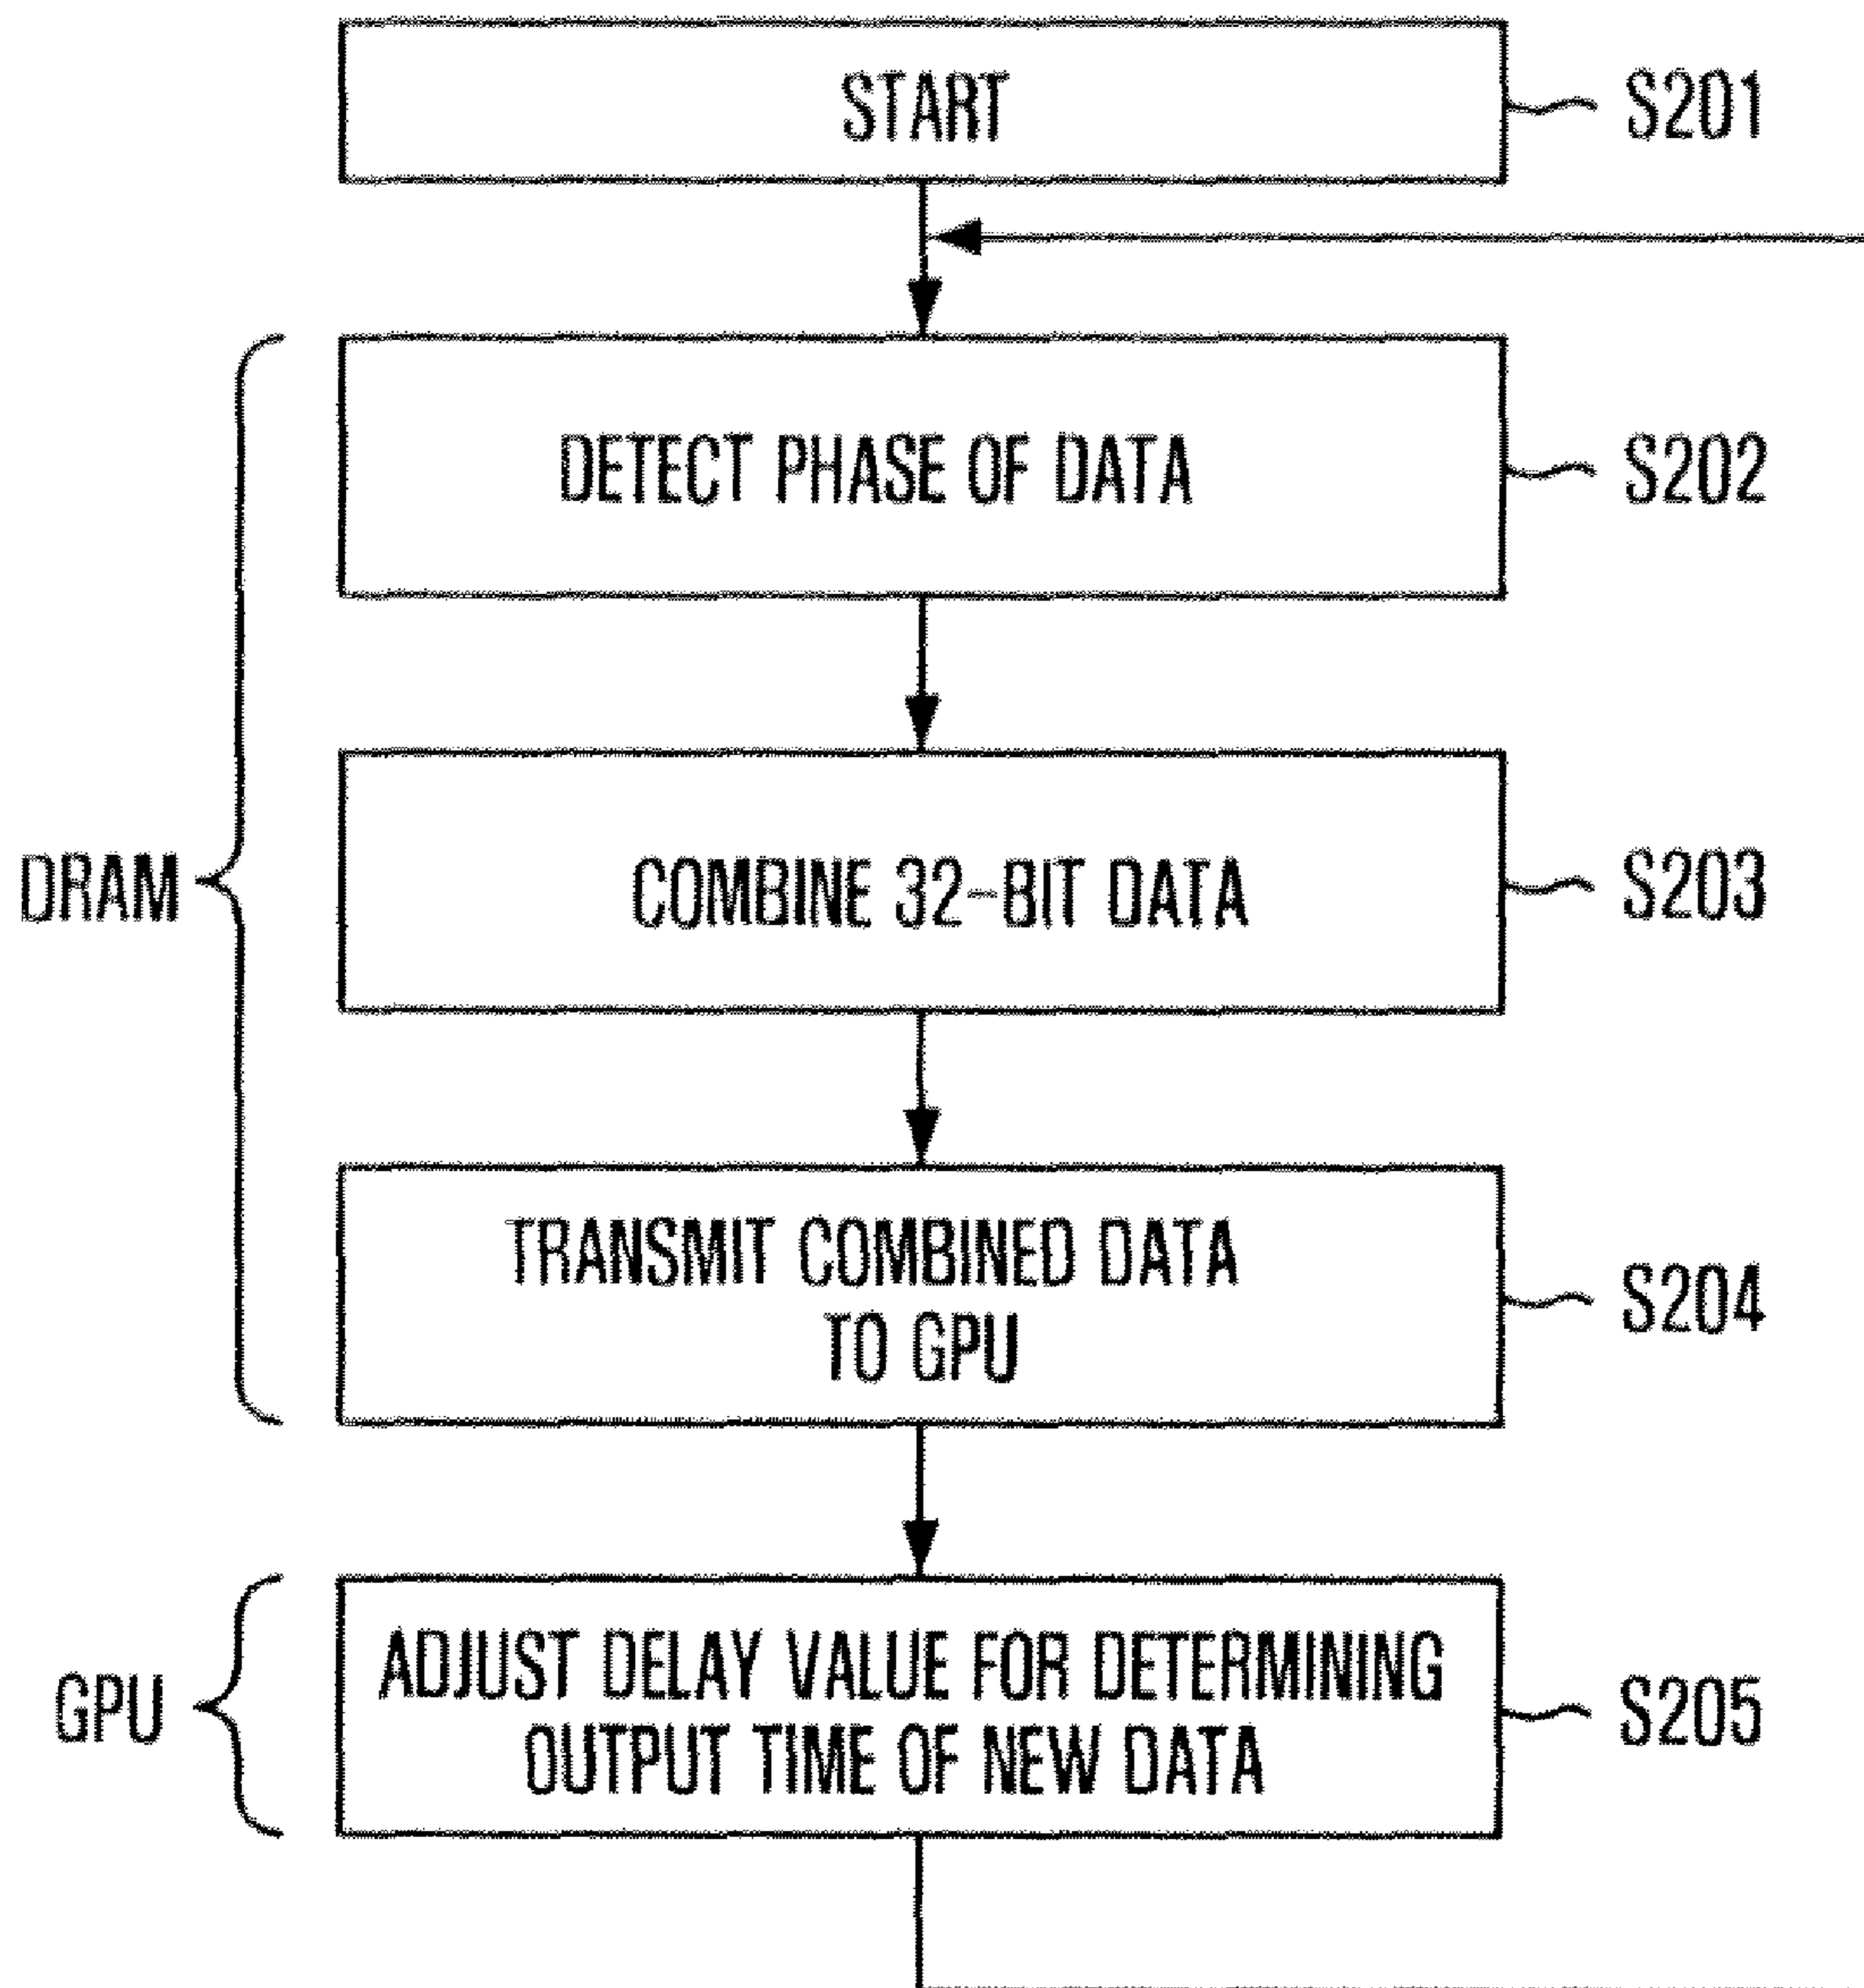 START
S201
DETECT PHASE OF DATA
S202
DRAM
COMBINE 32-BIT DATA
S203
TRANSMIT COMBINED DATA
TO GPU
S204
GPU
ADJUST DELAY VALUE FOR DETERMINING
OUTPUT TIME OF NEW DATA
S205